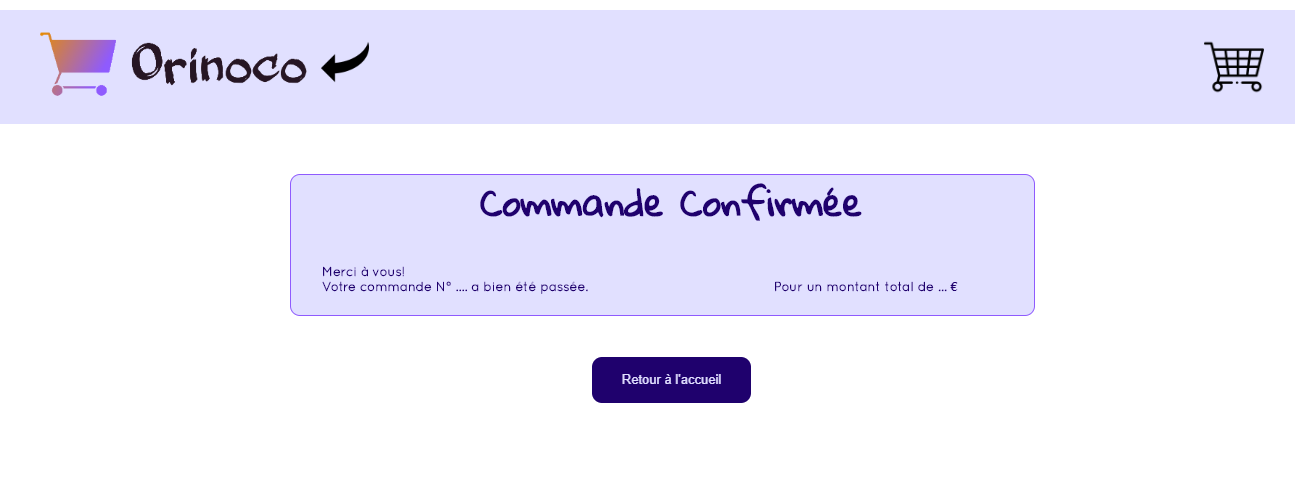 Orinoco
Commande Confirmée
Merci à vous!
Votre commande N° .... a bien été passée. Pour un montant total de ... €
Retour à l'accueil